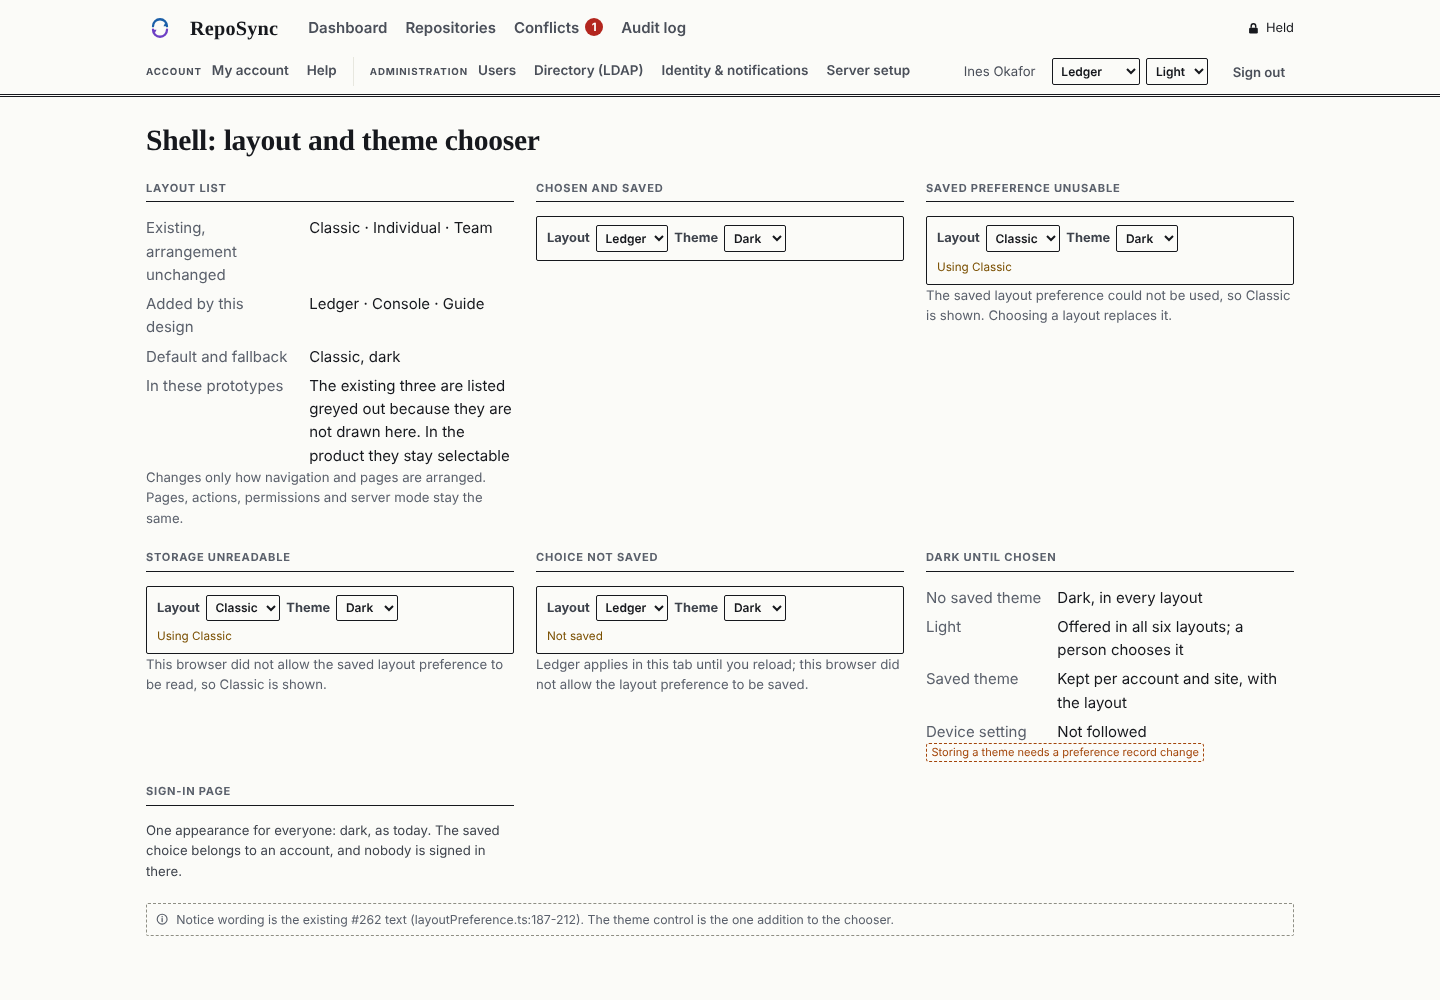 RepoSync Dashboard Repositories Conflicts 1 Audit log Held
ACCOUNT My account Help ADMINISTRATION Users Directory (LDAP) Identity & notifications Server setup Ines Okafor Ledger Light Sign out
Shell: layout and theme chooser
LAYOUT LIST
Existing, arrangement unchanged
Classic · Individual · Team
Added by this design
Ledger · Console · Guide
Default and fallback
Classic, dark
In these prototypes
The existing three are listed
greyed out because they are
not drawn here. In the
product they stay selectable
Changes only how navigation and pages are arranged.
Pages, actions, permissions and server mode stay the
same.
CHOSEN AND SAVED
Layout Ledger Theme Dark
SAVED PREFERENCE UNUSABLE
Layout Classic Theme Dark
Using Classic
The saved layout preference could not be used, so Classic
is shown. Choosing a layout replaces it.
STORAGE UNREADABLE
Layout Classic Theme Dark
Using Classic
This browser did not allow the saved layout preference to
be read, so Classic is shown.
CHOICE NOT SAVED
Layout Ledger Theme Dark
Not saved
Ledger applies in this tab until you reload; this browser did
not allow the layout preference to be saved.
DARK UNTIL CHOSEN
No saved theme Dark, in every layout
Light
Offered in all six layouts; a
person chooses it
Saved theme
Kept per account and site, with
the layout
Device setting Not followed
Storing a theme needs a preference record change
SIGN-IN PAGE
One appearance for everyone: dark, as today. The saved
choice belongs to an account, and nobody is signed in
there.
Notice wording is the existing #262 text (layoutPreference.ts:187-212). The theme control is the one addition to the chooser.